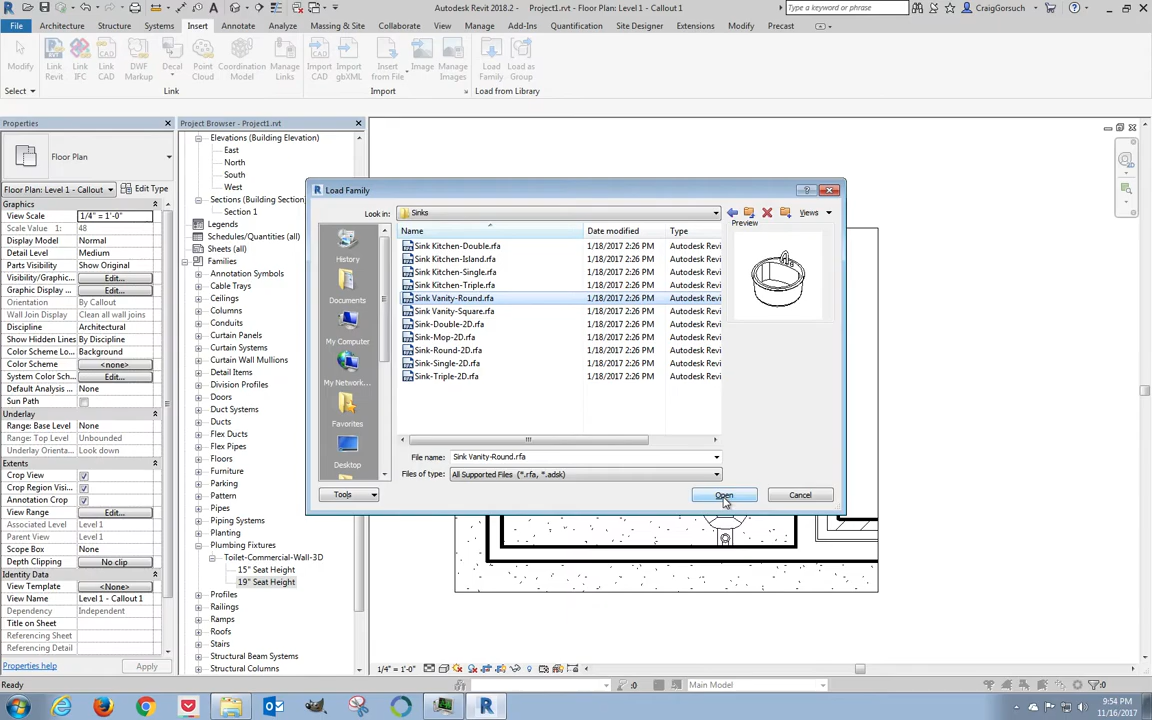 Autodesk Revit 2018.2 - Project1.rvt - Floor Plan: Level 1 - Callout 1
Type a keyword or phrase
CraigGorsuch
File Architecture Structure Systems Insert Annotate Analyze Massing & Site Collaborate View Manage Add-Ins Quantification Site Designer Extensions Modify Precast
Modify
Link Revit
Link IFC
Link CAD
DWF Markup
Decal
Point Cloud
Coordination Model
Manage Links
Import CAD
Import gbXML
Insert from File
Image
Manage Images
Load Family
Load as Group
Select
Link
Import
Load from Library
Properties
Floor Plan
Floor Plan: Level 1 - Callout
Edit Type
Graphics
View Scale 1/4" = 1'-0"
Scale Value 1: 48
Display Model Normal
Detail Level Medium
Parts Visibility Show Original
Visibility/Graphic... Edit...
Graphic Display ... Edit...
Orientation By Callout
Wall Join Display Clean all wall joins
Discipline Architectural
Show Hidden Lines By Discipline
Color Scheme Lo... Background
Color Scheme <none>
System Color Sch... Edit...
Default Analysis ... None
Sun Path
Underlay
Range: Base Level None
Range: Top Level Unbounded
Underlay Orienta... Look down
Extents
Crop View
Crop Region Visi...
Annotation Crop
View Range Edit...
Associated Level Level 1
Parent View Level 1
Scope Box None
Depth Clipping No clip
Identity Data
View Template <None>
View Name Level 1 - Callout 1
Dependency Independent
Title on Sheet
Referencing Sheet
Referencing Detail
Properties help
Apply
Project Browser - Project1.rvt
Elevations (Building Elevation)
East
North
South
West
Sections (Building Section)
Section 1
Legends
Schedules/Quantities (all)
Sheets (all)
Families
Annotation Symbols
Cable Trays
Ceilings
Columns
Conduits
Curtain Panels
Curtain Systems
Curtain Wall Mullions
Detail Items
Division Profiles
Doors
Duct Systems
Ducts
Flex Ducts
Flex Pipes
Floors
Furniture
Parking
Pattern
Pipes
Piping Systems
Planting
Plumbing Fixtures
Toilet-Commercial-Wall-3D
15" Seat Height
19" Seat Height
Profiles
Railings
Ramps
Roofs
Stairs
Structural Beam Systems
Structural Columns
Load Family
Look in: Sinks
Views
Preview
Name Date modified Type
Sink Kitchen-Double.rfa 1/18/2017 2:26 PM Autodesk Revi
Sink Kitchen-Island.rfa 1/18/2017 2:26 PM Autodesk Revi
Sink Kitchen-Single.rfa 1/18/2017 2:26 PM Autodesk Revi
Sink Kitchen-Triple.rfa 1/18/2017 2:26 PM Autodesk Revi
Sink Vanity-Round.rfa 1/18/2017 2:26 PM Autodesk Revi
Sink Vanity-Square.rfa 1/18/2017 2:26 PM Autodesk Revi
Sink-Double-2D.rfa 1/18/2017 2:26 PM Autodesk Revi
Sink-Mop-2D.rfa 1/18/2017 2:26 PM Autodesk Revi
Sink-Round-2D.rfa 1/18/2017 2:26 PM Autodesk Revi
Sink-Single-2D.rfa 1/18/2017 2:26 PM Autodesk Revi
Sink-Triple-2D.rfa 1/18/2017 2:26 PM Autodesk Revi
History
Documents
My Computer
My Network...
Favorites
Desktop
File name: Sink Vanity-Round.rfa
Files of type: All Supported Files (*.rfa, *.adsk)
Tools
Open
Cancel
1/4" = 1'-0"
Ready
:0
Main Model
:0
9:54 PM
11/16/2017